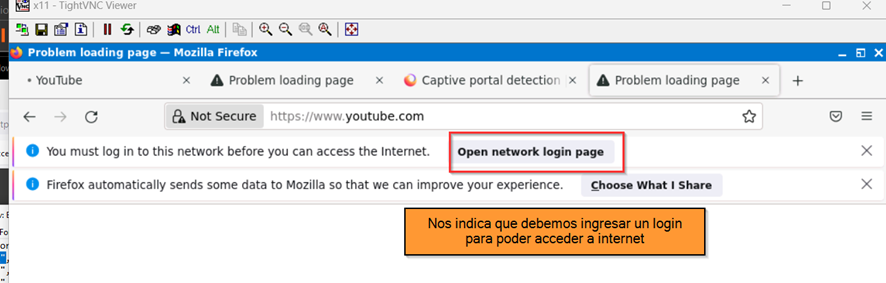 x11 - TightVNC Viewer
Ctrl Alt
Problem loading page — Mozilla Firefox
YouTube
Problem loading page
Captive portal detection
Problem loading page
Not Secure
https://www.youtube.com
You must log in to this network before you can access the Internet.
Open network login page
Firefox automatically sends some data to Mozilla so that we can improve your experience.
Choose What I Share
Nos indica que debemos ingresar un login
para poder acceder a internet